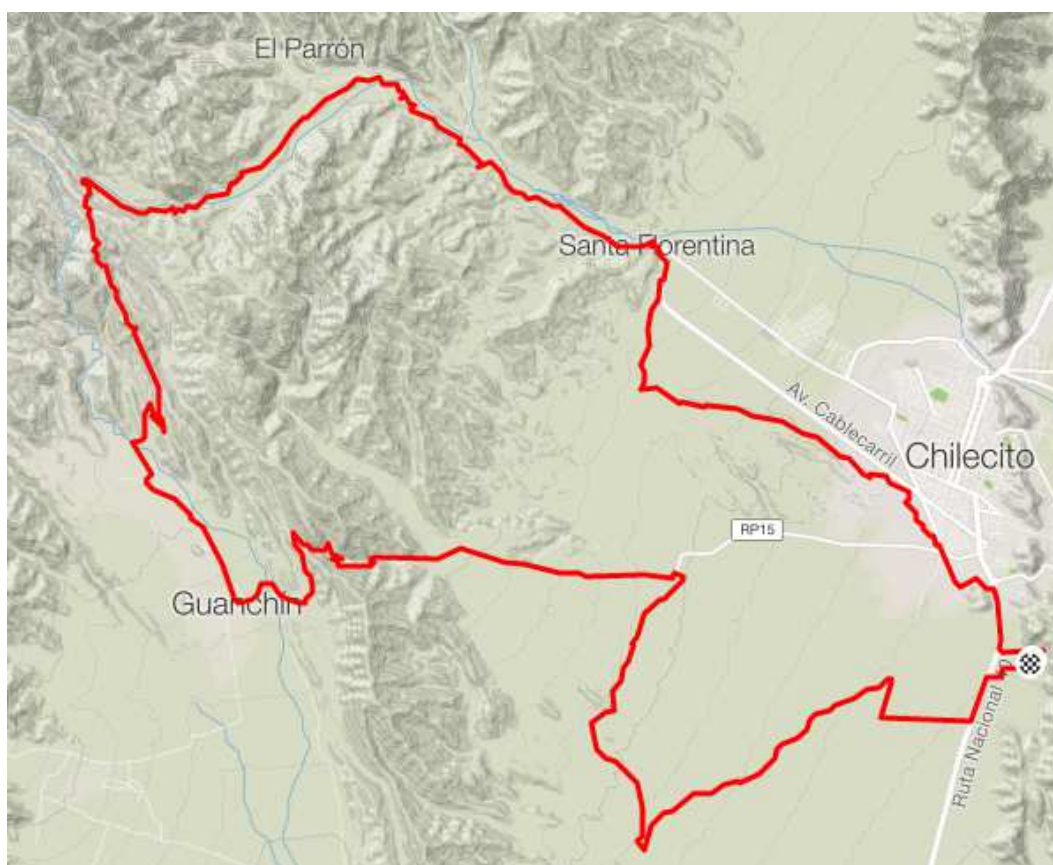 El Parrón
Santa Florentina
Av. Cablecarril
Chilecito
RP15
Guanchín
Ruta Nacional